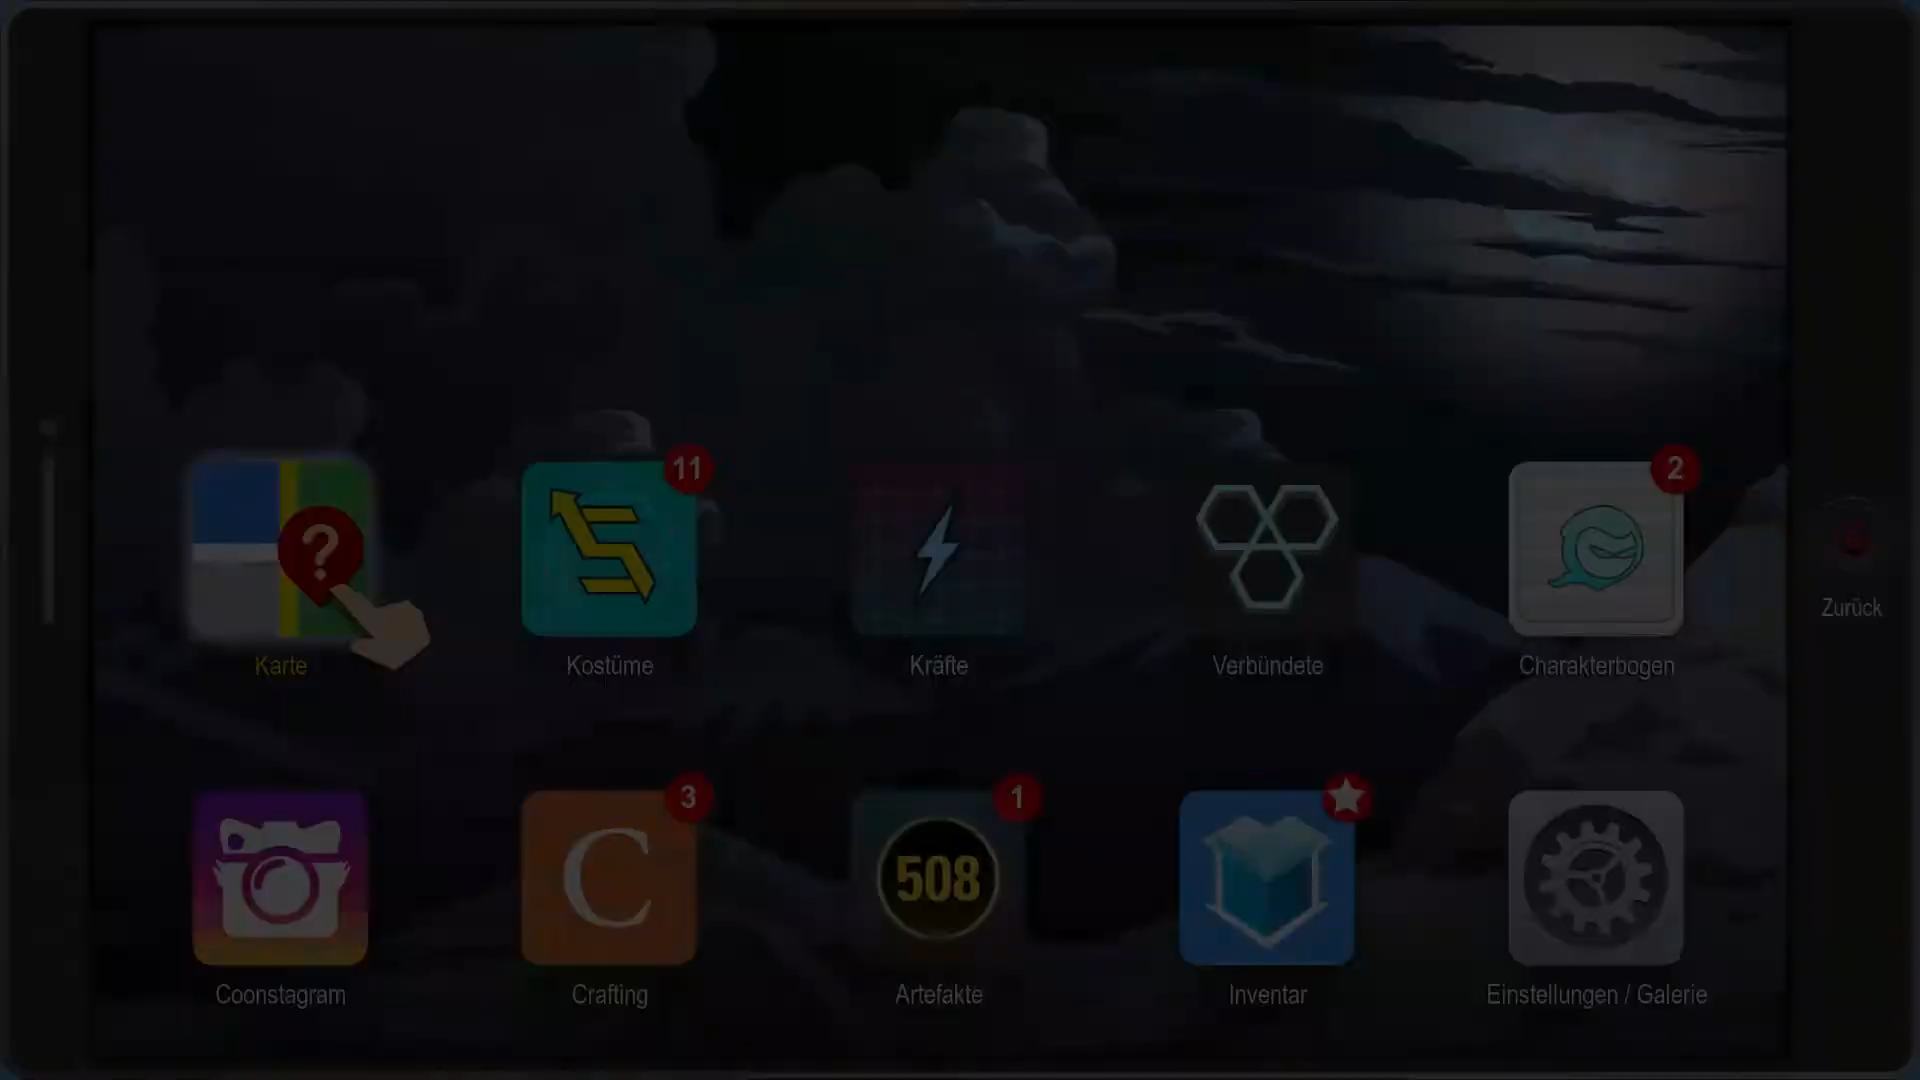 11
2
?
Karte
Kostüme
Kräfte
Verbündete
Charakterbogen
Zurück
3
1
C
508
Coonstagram
Crafting
Artefakte
Inventar
Einstellungen / Galerie